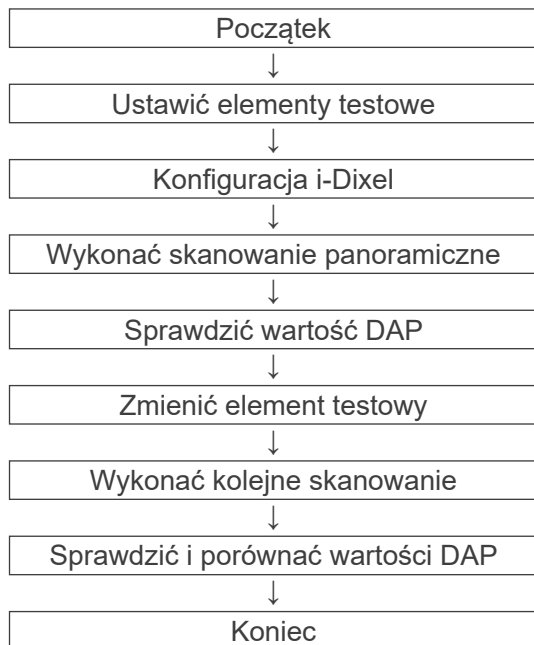 Początek
↓
Ustawić elementy testowe
↓
Konfiguracja i-Dixel
↓
Wykonać skanowanie panoramiczne
↓
Sprawdzić wartość DAP
↓
Zmienić element testowy
↓
Wykonać kolejne skanowanie
↓
Sprawdzić i porównać wartości DAP
↓
Koniec